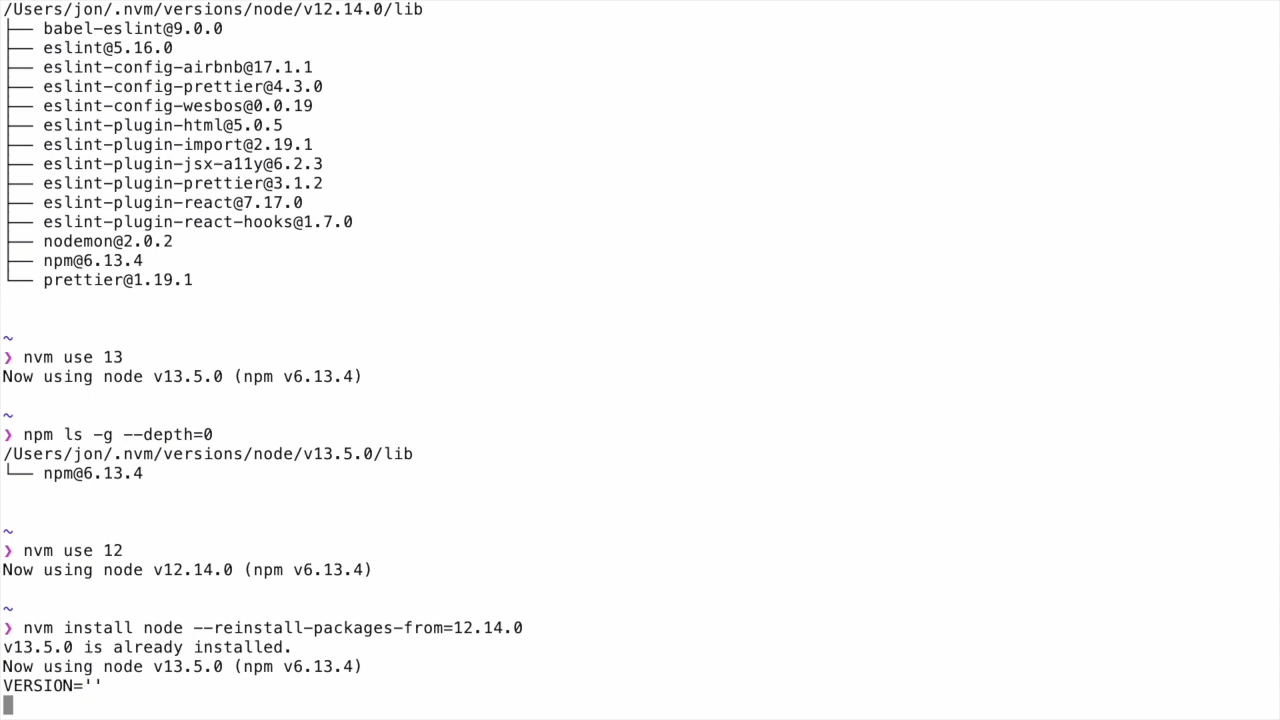 /Users/jon/.nvm/versions/node/v12.14.0/lib
├── babel-eslint@9.0.0
├── eslint@5.16.0
├── eslint-config-airbnb@17.1.1
├── eslint-config-prettier@4.3.0
├── eslint-config-wesbos@0.0.19
├── eslint-plugin-html@5.0.5
├── eslint-plugin-import@2.19.1
├── eslint-plugin-jsx-a11y@6.2.3
├── eslint-plugin-prettier@3.1.2
├── eslint-plugin-react@7.17.0
├── eslint-plugin-react-hooks@1.7.0
├── nodemon@2.0.2
├── npm@6.13.4
└── prettier@1.19.1
~
❯ nvm use 13
Now using node v13.5.0 (npm v6.13.4)
~
❯ npm ls -g --depth=0
/Users/jon/.nvm/versions/node/v13.5.0/lib
└── npm@6.13.4
~
❯ nvm use 12
Now using node v12.14.0 (npm v6.13.4)
~
❯ nvm install node --reinstall-packages-from=12.14.0
v13.5.0 is already installed.
Now using node v13.5.0 (npm v6.13.4)
VERSION=''